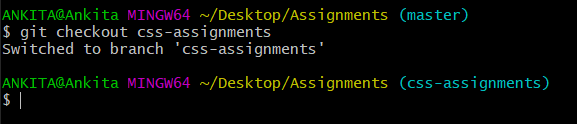 ANKITA@Ankita MINGW64 ~/Desktop/Assignments (master)
$ git checkout css-assignments
Switched to branch 'css-assignments'
ANKITA@Ankita MINGW64 ~/Desktop/Assignments (css-assignments)
$